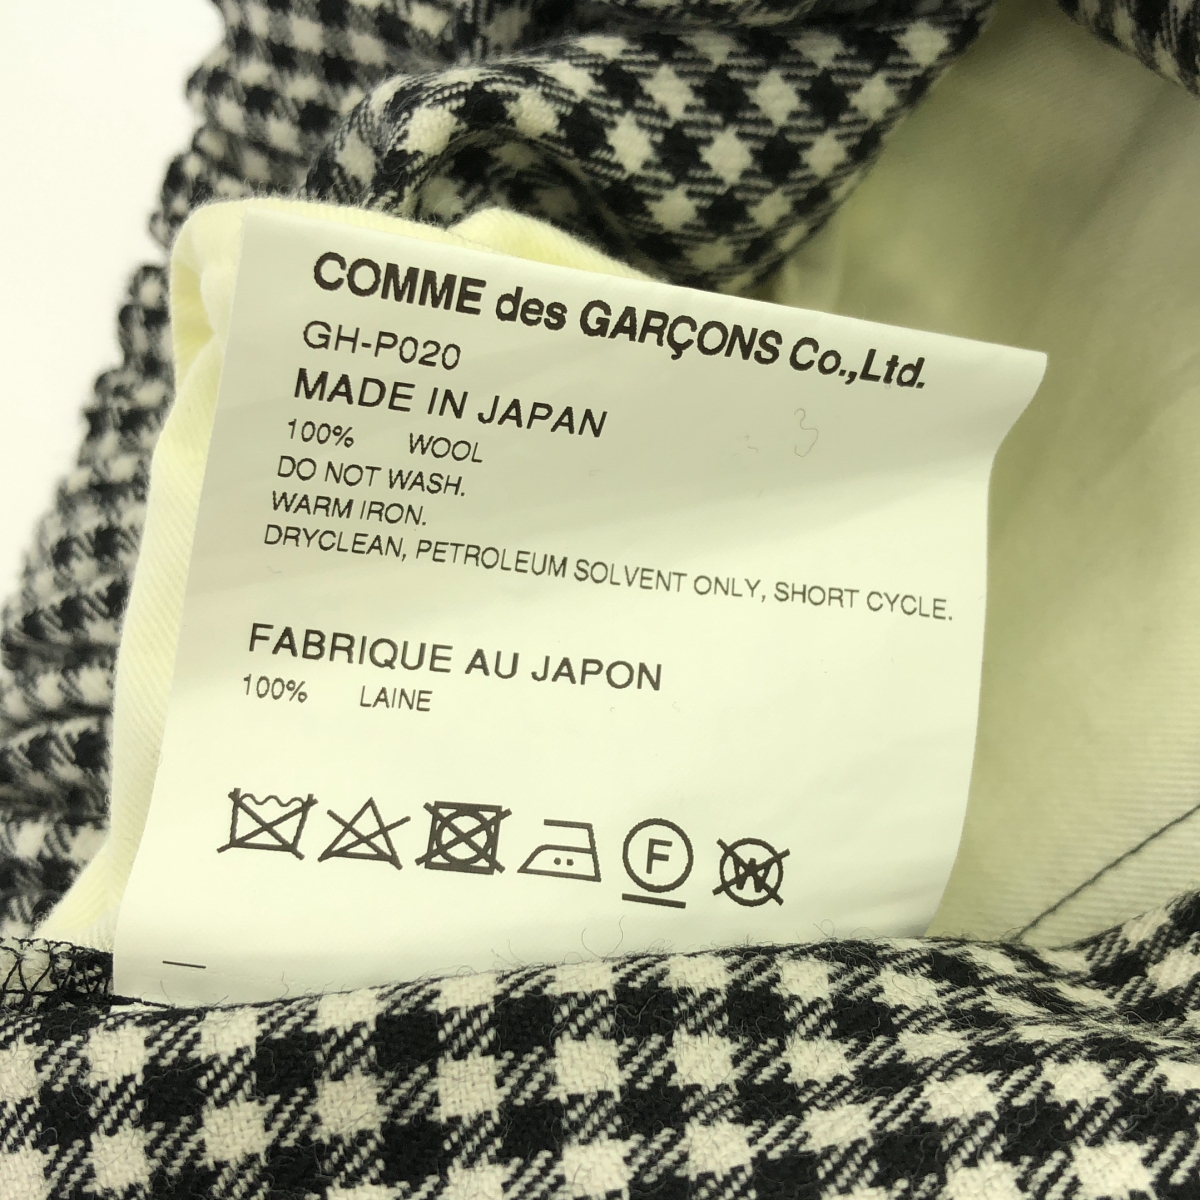 COMME des GARÇONS Co.,Ltd.
GH-P020
MADE IN JAPAN
100% WOOL
DO NOT WASH.
WARM IRON.
DRYCLEAN, PETROLEUM SOLVENT ONLY, SHORT CYCLE.
FABRIQUE AU JAPON
100% LAINE
F W